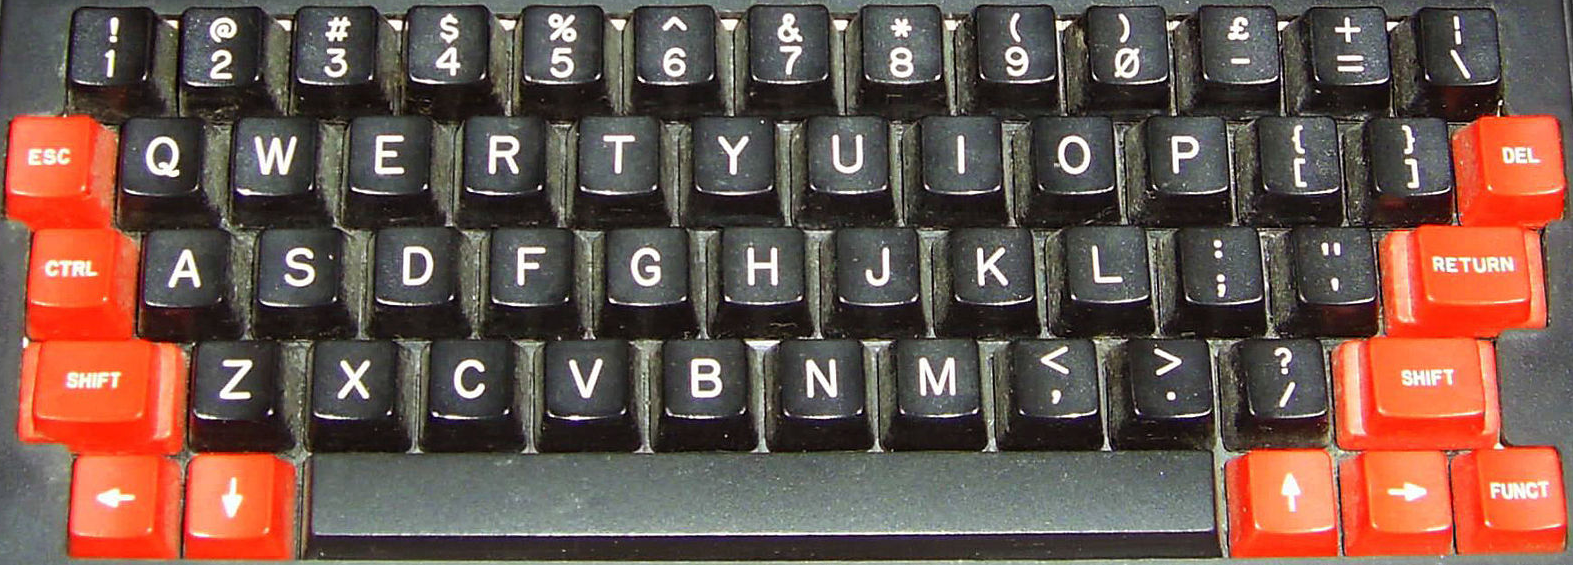 ! @ # $ % ^ & * ( ) £ + ¦
1 2 3 4 5 6 7 8 9 Ø - = \
ESC Q W E R T Y U I O P { } DEL
[ ]
CTRL A S D F G H J K L : " RETURN
; '
SHIFT Z X C V B N M < > ? SHIFT
, . /
← ↓ ↑ → FUNCT